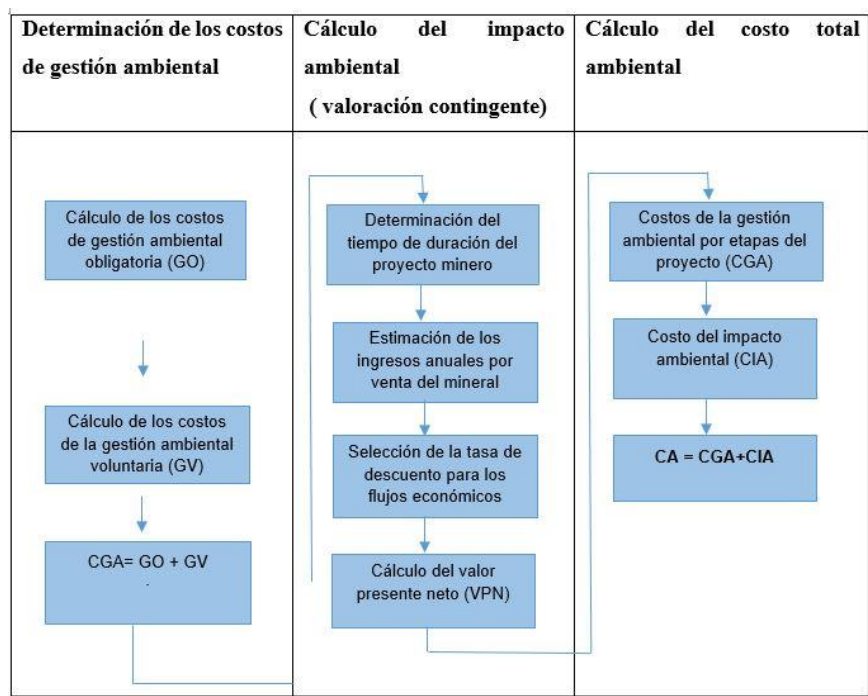 Determinación de los costos
de gestión ambiental
Cálculo del impacto
ambiental
( valoración contingente)
Cálculo del costo total
ambiental
Cálculo de los costos
de gestión ambiental
obligatoria (GO)
Cálculo de los costos
de la gestión ambiental
voluntaria (GV)
CGA= GO + GV
.
Determinación del
tiempo de duración del
proyecto minero
Estimación de los
ingresos anuales por
venta del mineral
Selección de la tasa de
descuento para los
flujos económicos
Cálculo del valor
presente neto (VPN)
Costos de la gestión
ambiental por etapas del
proyecto (CGA)
Costo del impacto
ambiental (CIA)
CA = CGA+CIA